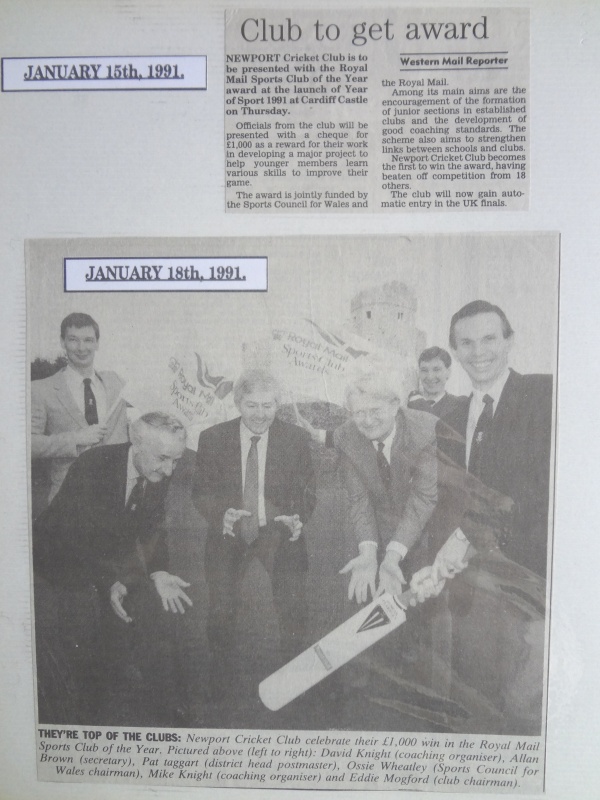 JANUARY 15th, 1991.
Club to get award
NEWPORT Cricket Club is to
be presented with the Royal
Mail Sports Club of the Year
award at the launch of Year
of Sport 1991 at Cardiff Castle
on Thursday.
Officials from the club will be
presented with a cheque for
£1,000 as a reward for their work
in developing a major project to
help younger members learn
various skills to improve their
game.
The award is jointly funded by
the Sports Council for Wales and
Western Mail Reporter
the Royal Mail.
Among its main aims are the
encouragement of the formation
of junior sections in established
clubs and the development of
good coaching standards. The
scheme also aims to strengthen
links between schools and clubs.
Newport Cricket Club becomes
the first to win the award, having
beaten off competition from 18
others.
The club will now gain auto-
matic entry in the UK finals.
JANUARY 18th, 1991.
Royal Mail
Sports Club
Awards
Royal Mail
Sports Club
THEY'RE TOP OF THE CLUBS: Newport Cricket Club celebrate their £1,000 win in the Royal Mail
Sports Club of the Year. Pictured above (left to right): David Knight (coaching organiser), Allan
Brown (secretary), Pat taggart (district head postmaster), Ossie Wheatley (Sports Council for
Wales chairman), Mike Knight (coaching organiser) and Eddie Mogford (club chairman).